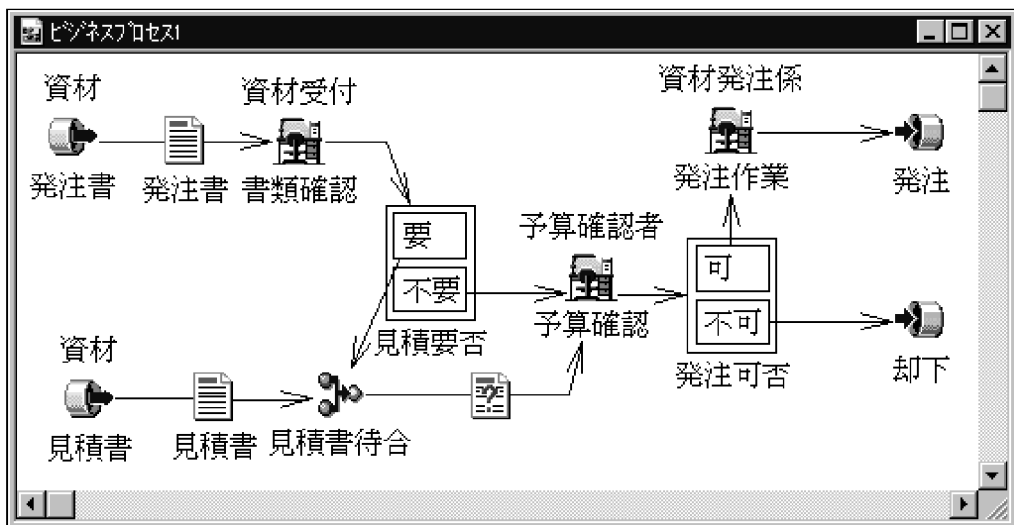 ビジネスプロセス1
資材
発注書
発注書
資材受付
書類確認
要
不要
見積要否
資材
見積書
見積書
見積書待合
予算確認者
予算確認
可
不可
発注可否
資材発注係
発注作業
発注
却下